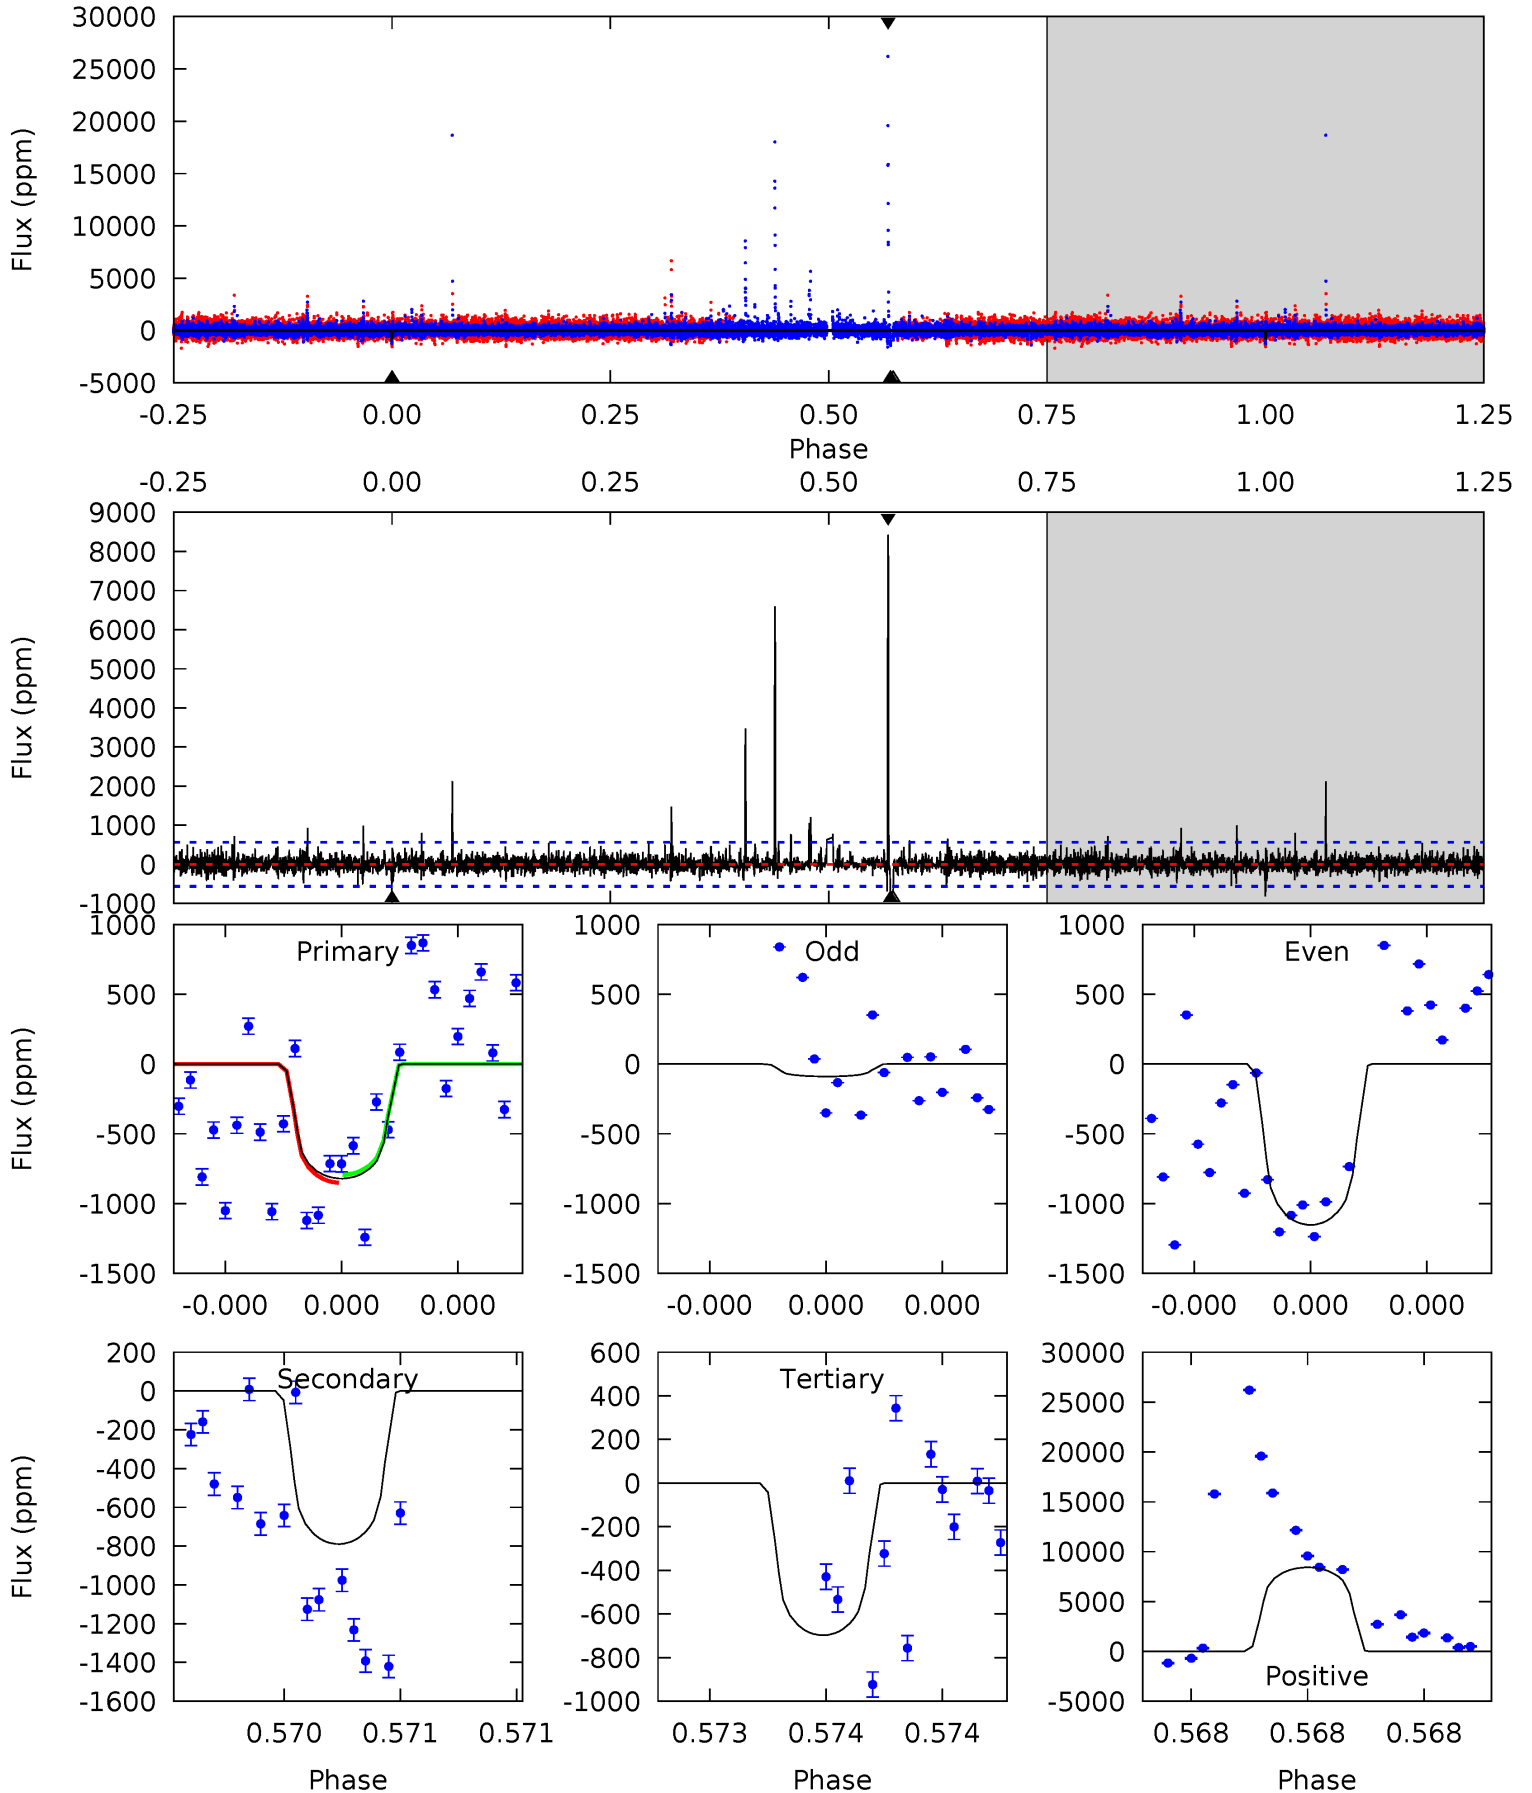 30000
25000
20000
15000
10000
5000
0
-5000
Flux (ppm)
-0.25 0.00 0.25 0.50 0.75 1.00 1.25
Phase
-0.25 0.00 0.25 0.50 0.75 1.00 1.25
9000
8000
7000
6000
5000
4000
3000
2000
1000
0
-1000
Flux (ppm)
Primary
1000
500
0
-500
-1000
-1500
Flux (ppm)
-0.000 0.000 0.000
Odd
1000
500
0
-500
-1000
-1500
-0.000 0.000 0.000
Even
1000
500
0
-500
-1000
-1500
-0.000 0.000 0.000
Secondary
200
0
-200
-400
-600
-800
-1000
-1200
-1400
-1600
Flux (ppm)
0.570 0.571 0.571
Phase
Tertiary
600
400
200
0
-200
-400
-600
-800
-1000
0.573 0.574 0.574
Phase
Positive
30000
25000
20000
15000
10000
5000
0
-5000
0.568 0.568 0.568
Phase